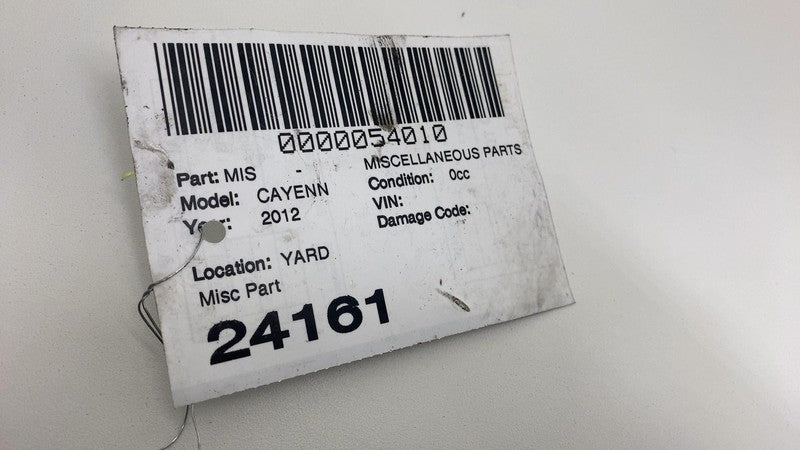 0000054010
Part: MIS - MISCELLANEOUS PARTS
Model: CAYENN Condition: 0cc
Year: 2012 VIN:
Damage Code:
Location: YARD
Misc Part
24161